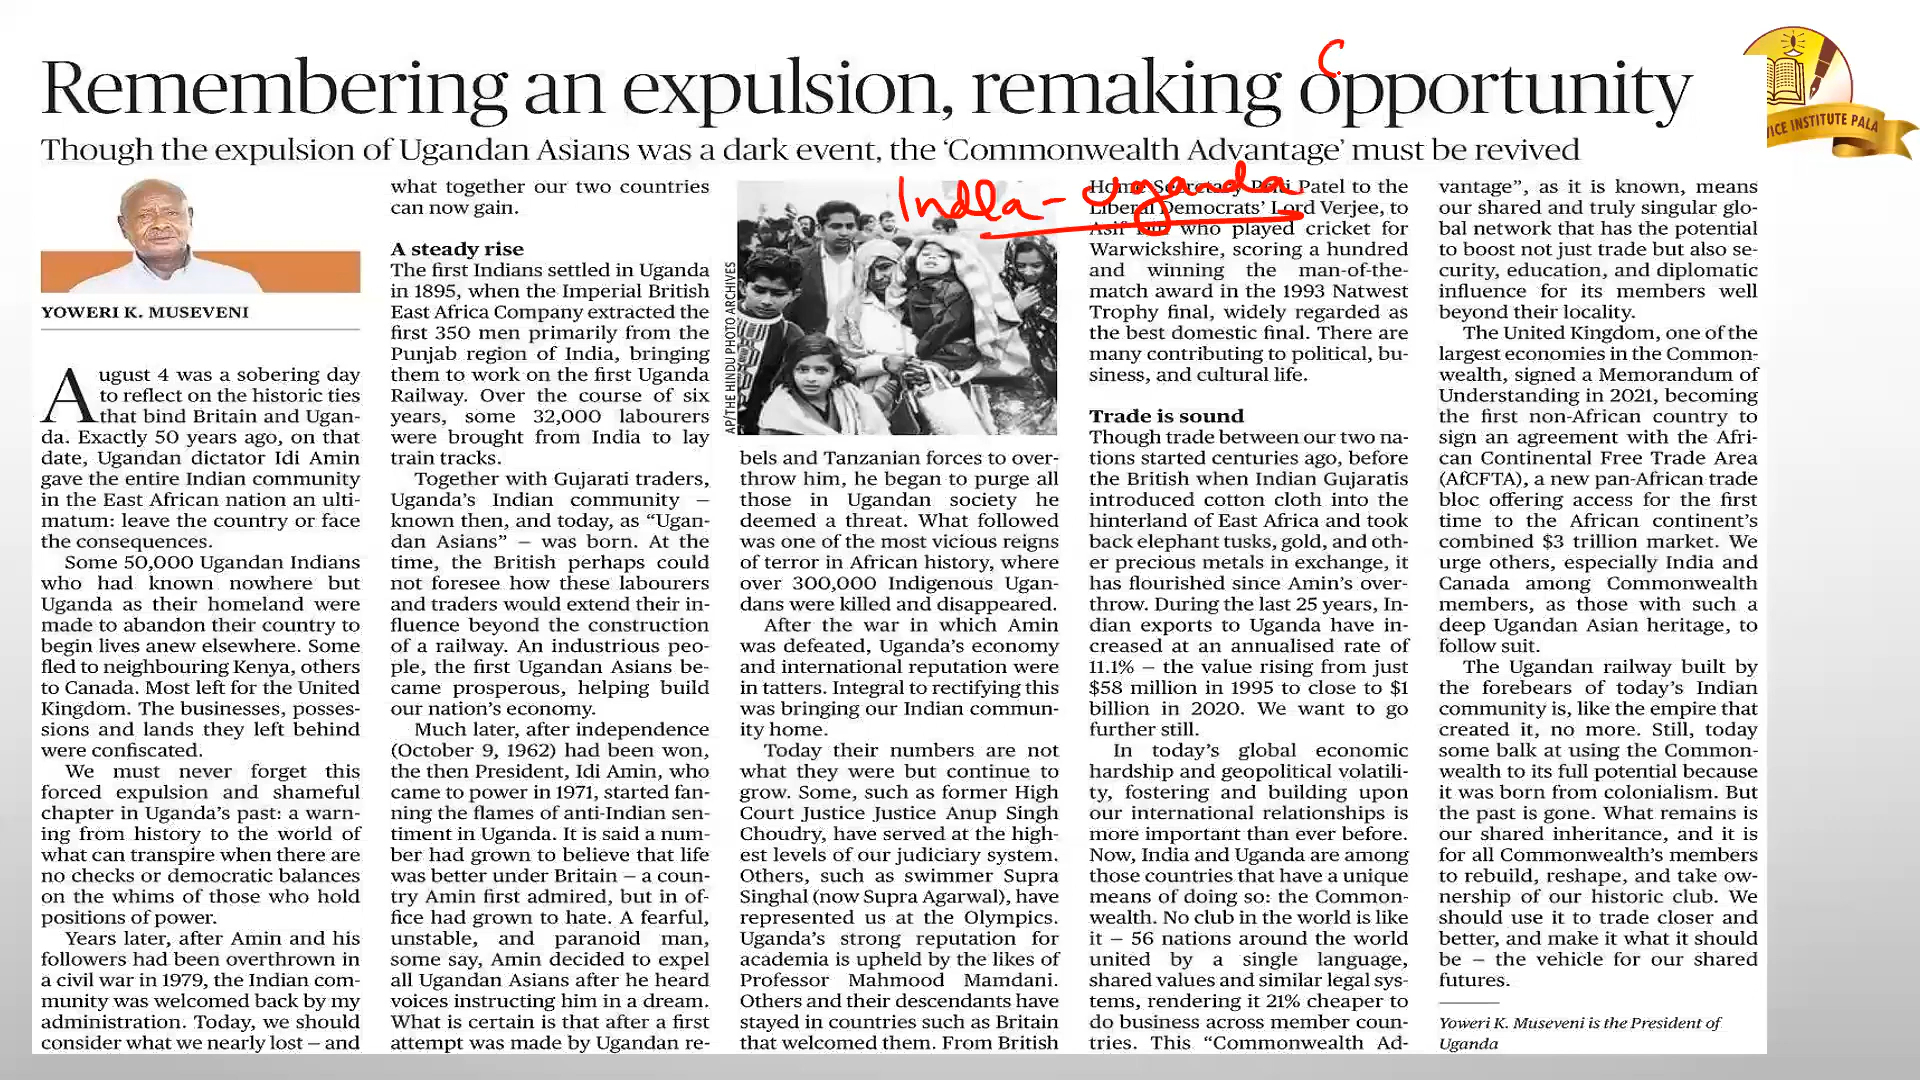 Remembering an expulsion, remaking opportunity
Though the expulsion of Ugandan Asians was a dark event, the ‘Commonwealth Advantage’ must be revived
VICE INSTITUTE PALA
India-Uganda
YOWERI K. MUSEVENI
August 4 was a sobering day
to reflect on the historic ties
that bind Britain and Ugan-
da. Exactly 50 years ago, on that
date, Ugandan dictator Idi Amin
gave the entire Indian community
in the East African nation an ulti-
matum: leave the country or face
the consequences.
Some 50,000 Ugandan Indians
who had known nowhere but
Uganda as their homeland were
made to abandon their country to
begin lives anew elsewhere. Some
fled to neighbouring Kenya, others
to Canada. Most left for the United
Kingdom. The businesses, posses-
sions and lands they left behind
were confiscated.
We must never forget this
forced expulsion and shameful
chapter in Uganda’s past: a warn-
ing from history to the world of
what can transpire when there are
no checks or democratic balances
on the whims of those who hold
positions of power.
Years later, after Amin and his
followers had been overthrown in
a civil war in 1979, the Indian com-
munity was welcomed back by my
administration. Today, we should
consider what we nearly lost – and
what together our two countries
can now gain.
A steady rise
The first Indians settled in Uganda
in 1895, when the Imperial British
East Africa Company extracted the
first 350 men primarily from the
Punjab region of India, bringing
them to work on the first Uganda
Railway. Over the course of six
years, some 32,000 labourers
were brought from India to lay
train tracks.
Together with Gujarati traders,
Uganda’s Indian community –
known then, and today, as “Ugan-
dan Asians” – was born. At the
time, the British perhaps could
not foresee how these labourers
and traders would extend their in-
fluence beyond the construction
of a railway. An industrious peo-
ple, the first Ugandan Asians be-
came prosperous, helping build
our nation’s economy.
Much later, after independence
(October 9, 1962) had been won,
the then President, Idi Amin, who
came to power in 1971, started fan-
ning the flames of anti-Indian sen-
timent in Uganda. It is said a num-
ber had grown to believe that life
was better under Britain – a coun-
try Amin first admired, but in of-
fice had grown to hate. A fearful,
unstable, and paranoid man,
some say, Amin decided to expel
all Ugandan Asians after he heard
voices instructing him in a dream.
What is certain is that after a first
attempt was made by Ugandan re-
AP/THE HINDU PHOTO ARCHIVES
bels and Tanzanian forces to over-
throw him, he began to purge all
those in Ugandan society he
deemed a threat. What followed
was one of the most vicious reigns
of terror in African history, where
over 300,000 Indigenous Ugan-
dans were killed and disappeared.
After the war in which Amin
was defeated, Uganda’s economy
and international reputation were
in tatters. Integral to rectifying this
was bringing our Indian commun-
ity home.
Today their numbers are not
what they were but continue to
grow. Some, such as former High
Court Justice Justice Anup Singh
Choudry, have served at the high-
est levels of our judiciary system.
Others, such as swimmer Supra
Singhal (now Supra Agarwal), have
represented us at the Olympics.
Uganda’s strong reputation for
academia is upheld by the likes of
Professor Mahmood Mamdani.
Others and their descendants have
stayed in countries such as Britain
that welcomed them. From British
Home Secretary Patel to the
Liberal Democrats’ Lord Verjee, to
Asif who played cricket for
Warwickshire, scoring a hundred
and winning the man-of-the-
match award in the 1993 Natwest
Trophy final, widely regarded as
the best domestic final. There are
many contributing to political, bu-
siness, and cultural life.
Trade is sound
Though trade between our two na-
tions started centuries ago, before
the British when Indian Gujaratis
introduced cotton cloth into the
hinterland of East Africa and took
back elephant tusks, gold, and oth-
er precious metals in exchange, it
has flourished since Amin’s over-
throw. During the last 25 years, In-
dian exports to Uganda have in-
creased at an annualised rate of
11.1% – the value rising from just
$58 million in 1995 to close to $1
billion in 2020. We want to go
further still.
In today’s global economic
hardship and geopolitical volatili-
ty, fostering and building upon
our international relationships is
more important than ever before.
Now, India and Uganda are among
those countries that have a unique
means of doing so: the Common-
wealth. No club in the world is like
it – 56 nations around the world
united by a single language,
shared values and similar legal sys-
tems, rendering it 21% cheaper to
do business across member coun-
tries. This “Commonwealth Ad-
vantage”, as it is known, means
our shared and truly singular glo-
bal network that has the potential
to boost not just trade but also se-
curity, education, and diplomatic
influence for its members well
beyond their locality.
The United Kingdom, one of the
largest economies in the Common-
wealth, signed a Memorandum of
Understanding in 2021, becoming
the first non-African country to
sign an agreement with the Afri-
can Continental Free Trade Area
(AfCFTA), a new pan-African trade
bloc offering access for the first
time to the African continent’s
combined $3 trillion market. We
urge others, especially India and
Canada among Commonwealth
members, as those with such a
deep Ugandan Asian heritage, to
follow suit.
The Ugandan railway built by
the forebears of today’s Indian
community is, like the empire that
created it, no more. Still, today
some balk at using the Common-
wealth to its full potential because
it was born from colonialism. But
the past is gone. What remains is
our shared inheritance, and it is
for all Commonwealth’s members
to rebuild, reshape, and take ow-
nership of our historic club. We
should use it to trade closer and
better, and make it what it should
be – the vehicle for our shared
futures.
Yoweri K. Museveni is the President of
Uganda